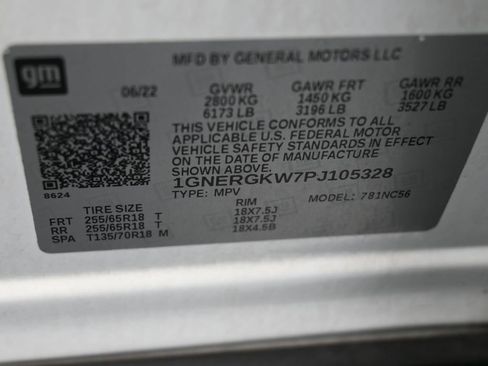 gm
MFD BY GENERAL MOTORS LLC
06/22 GVWR GAWR FRT GAWR RR
2800 KG 1450 KG 1600 KG
6173 LB 3196 LB 3527 LB
THIS VEHICLE CONFORMS TO ALL
APPLICABLE U.S. FEDERAL MOTOR
VEHICLE SAFETY STANDARDS IN EFFECT
ON THE DATE OF MANUFACTURE
8624 1GNERGKW7PJ105328
TYPE: MPV MODEL: 781NC56
TIRE SIZE RIM
FRT 255/65R18 T 18X7.5J
RR 255/65R18 T 18X7.5J
SPA T135/70R18 M 18X4.5B